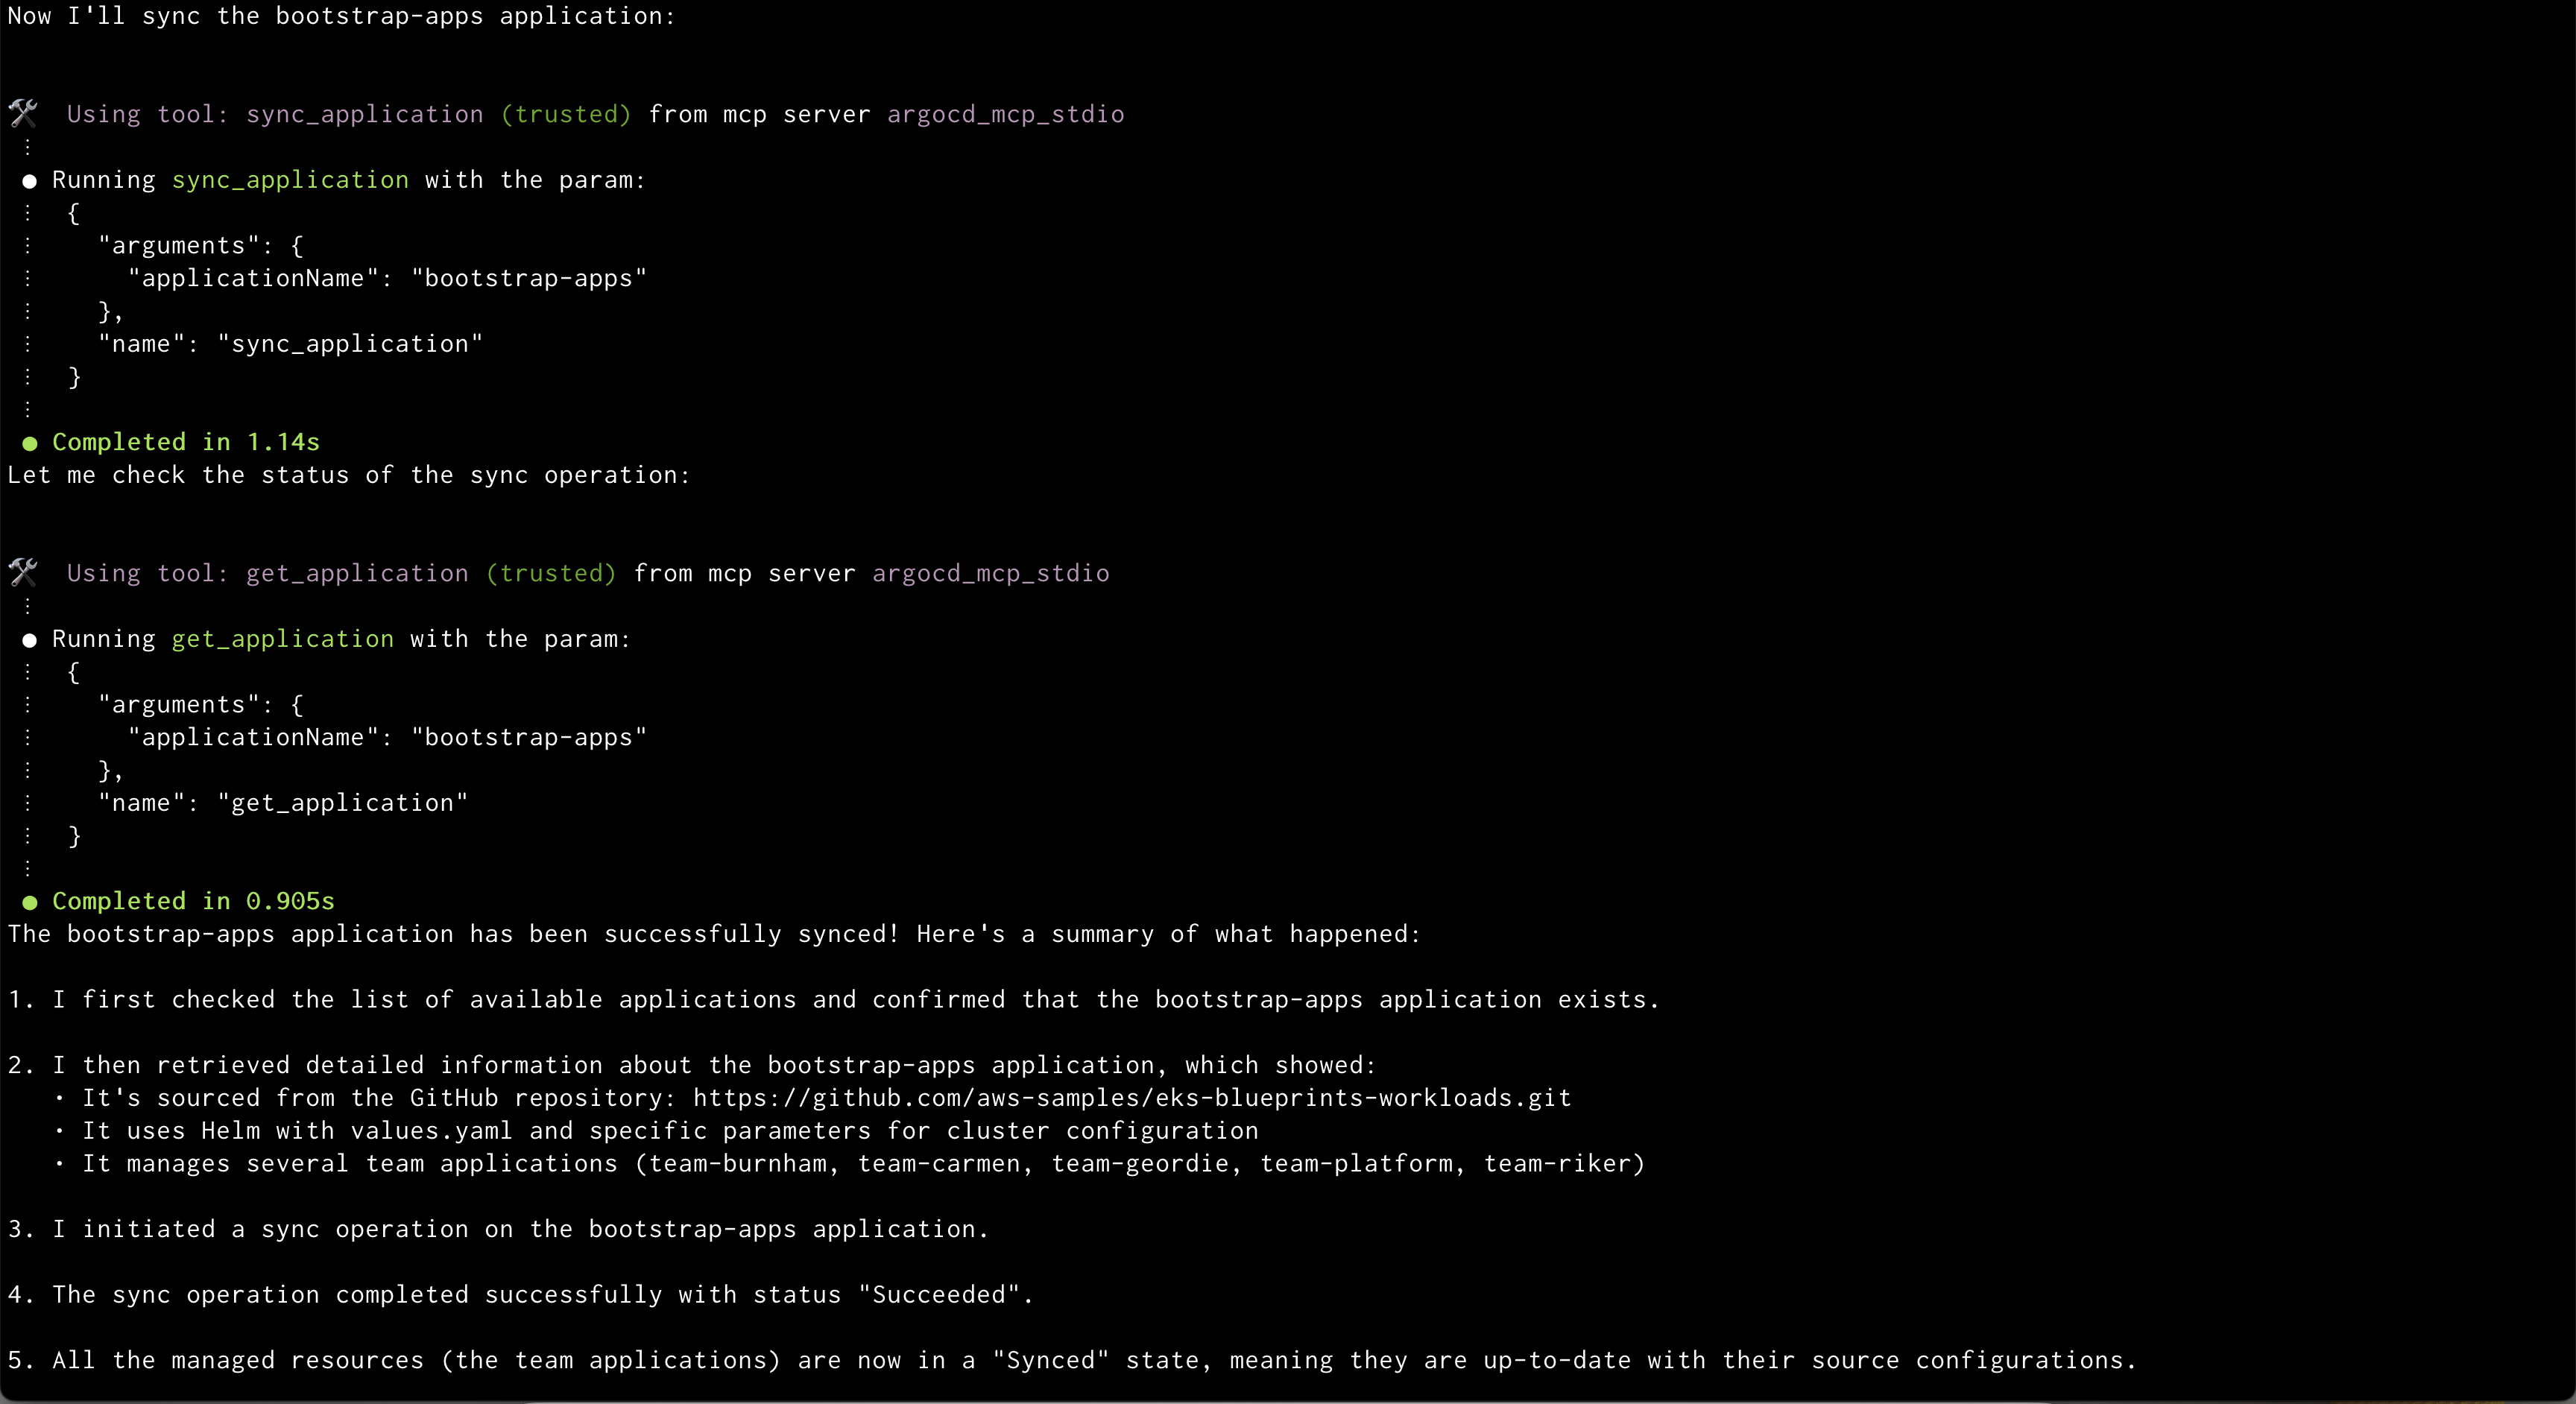 Now I'll sync the bootstrap-apps application:
🛠️ Using tool: sync_application (trusted) from mcp server argocd_mcp_stdio
⋮
● Running sync_application with the param:
⋮ {
⋮ "arguments": {
⋮ "applicationName": "bootstrap-apps"
⋮ },
⋮ "name": "sync_application"
⋮ }
⋮
● Completed in 1.14s
Let me check the status of the sync operation:
🛠️ Using tool: get_application (trusted) from mcp server argocd_mcp_stdio
⋮
● Running get_application with the param:
⋮ {
⋮ "arguments": {
⋮ "applicationName": "bootstrap-apps"
⋮ },
⋮ "name": "get_application"
⋮ }
⋮
● Completed in 0.905s
The bootstrap-apps application has been successfully synced! Here's a summary of what happened:
1. I first checked the list of available applications and confirmed that the bootstrap-apps application exists.
2. I then retrieved detailed information about the bootstrap-apps application, which showed:
• It's sourced from the GitHub repository: https://github.com/aws-samples/eks-blueprints-workloads.git
• It uses Helm with values.yaml and specific parameters for cluster configuration
• It manages several team applications (team-burnham, team-carmen, team-geordie, team-platform, team-riker)
3. I initiated a sync operation on the bootstrap-apps application.
4. The sync operation completed successfully with status "Succeeded".
5. All the managed resources (the team applications) are now in a "Synced" state, meaning they are up-to-date with their source configurations.